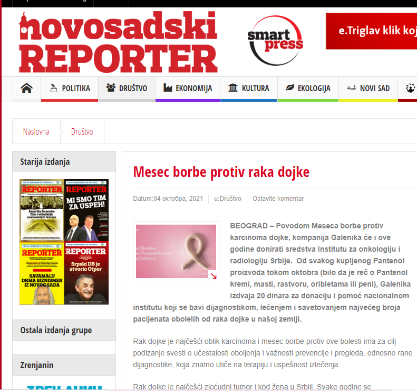 novosadski
REPORTER
smart
press
e.Triglav klik ko
POLITIKA
DRUŠTVO
EKONOMIJA
KULTURA
EKOLOGIJA
NOVI SAD
Naslovna
Društvo
Starija izdanja
REPORTER
REPORTER
MI SMO TIM
ZA USPEH!
REPORTER
REPORTER
Srpski DB je
stvorio Otpor
Ostala izdanja grupe
Zrenjanin
Mesec borbe protiv raka dojke
Datum:04 октобра, 2021
u:Društvo
Ostavite komentar
BEOGRAD – Povodom Meseca borbe protiv
karcinoma dojke, kompanija Galenika će i ove
godine donirati sredstva Institutu za onkologiju i
radiologiju Srbije. Od svakog kupljenog Pantenol
proizvoda tokom oktobra (bilo da je reč o Pantenol
kremi, masti, rastvoru, oribletama ili peni), Galenika
izdvaja 20 dinara za donaciju i pomoć nacionalnom
institutu koji se bavi dijagnostikom, lečenjem i savetovanjem najvećeg broja
pacijenata obolelih od raka dojke u našoj zemlji.
Rak dojke je najčešći oblik karcinoma i mesec borbe protiv ove bolesti ima za cilj
podizanje svesti o učestalosti oboljenja i važnosti prevencije i pregleda, odnosno rane
dijagnostike, koja znatno utiče na terapiju i uspešnost izlečenja.
Rak dojke je najčešći zloćudni tumor i kod žena u Srbiji. Svake godine se